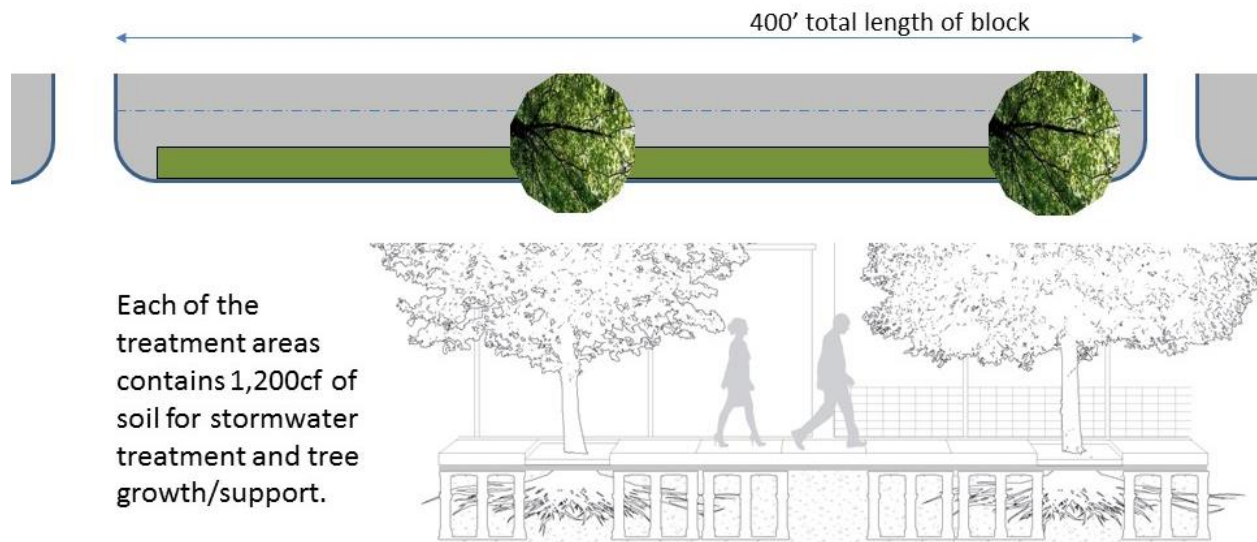 400’ total length of block
Each of the
treatment areas
contains 1,200cf of
soil for stormwater
treatment and tree
growth/support.